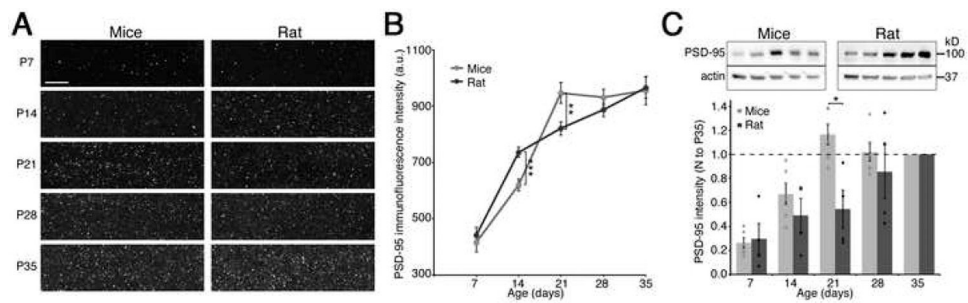 A
Mice
Rat
P7
P14
P21
P28
P35
B
PSD-95 immunofluorescence intensity (a.u.)
1100
900
700
500
300
Mice
Rat
***
**
7
14
21
28
35
Age (days)
C
Mice
Rat
kD
PSD-95
100
actin
37
PSD-95 intensity (N to P35)
1.4
1.2
1.0
0.8
0.6
0.4
0.2
0.0
Mice
Rat
*
7
14
21
28
35
Age (days)